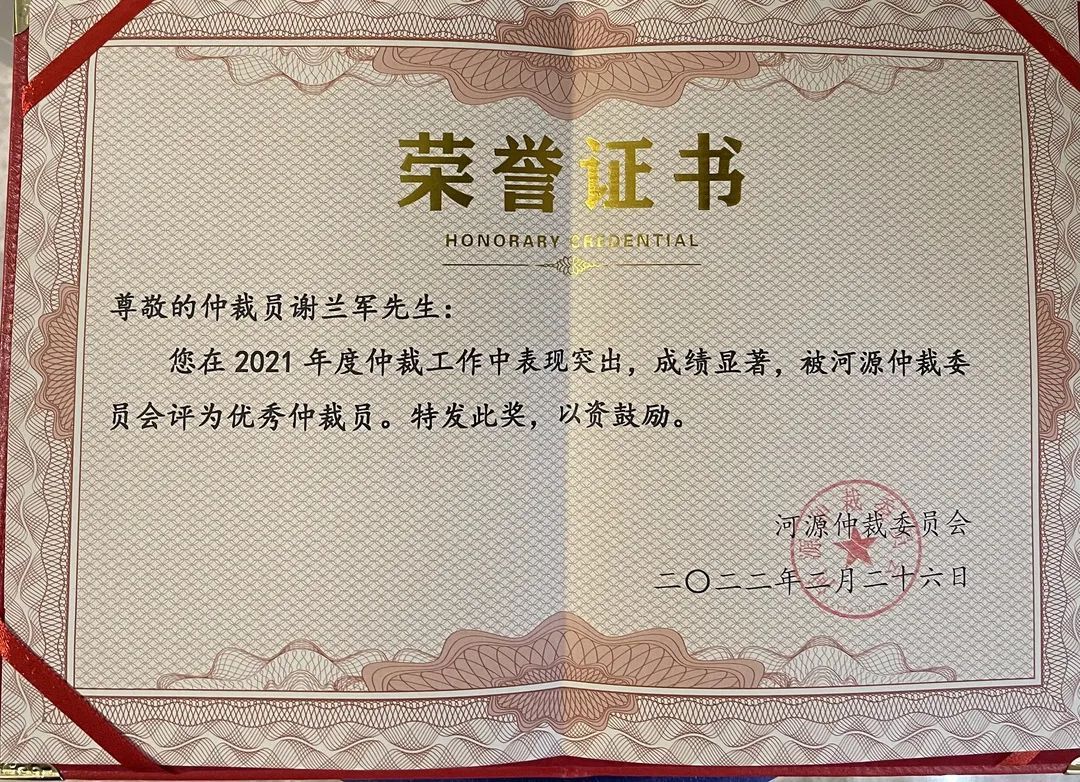 荣誉证书
HONORARY CREDENTIAL
尊敬的仲裁员谢兰军先生：
您在2021年度仲裁工作中表现突出，成绩显著，被河源仲裁委
员会评为优秀仲裁员。特发此奖，以资鼓励。
河源仲裁委员会
二〇二二年二月二十六日